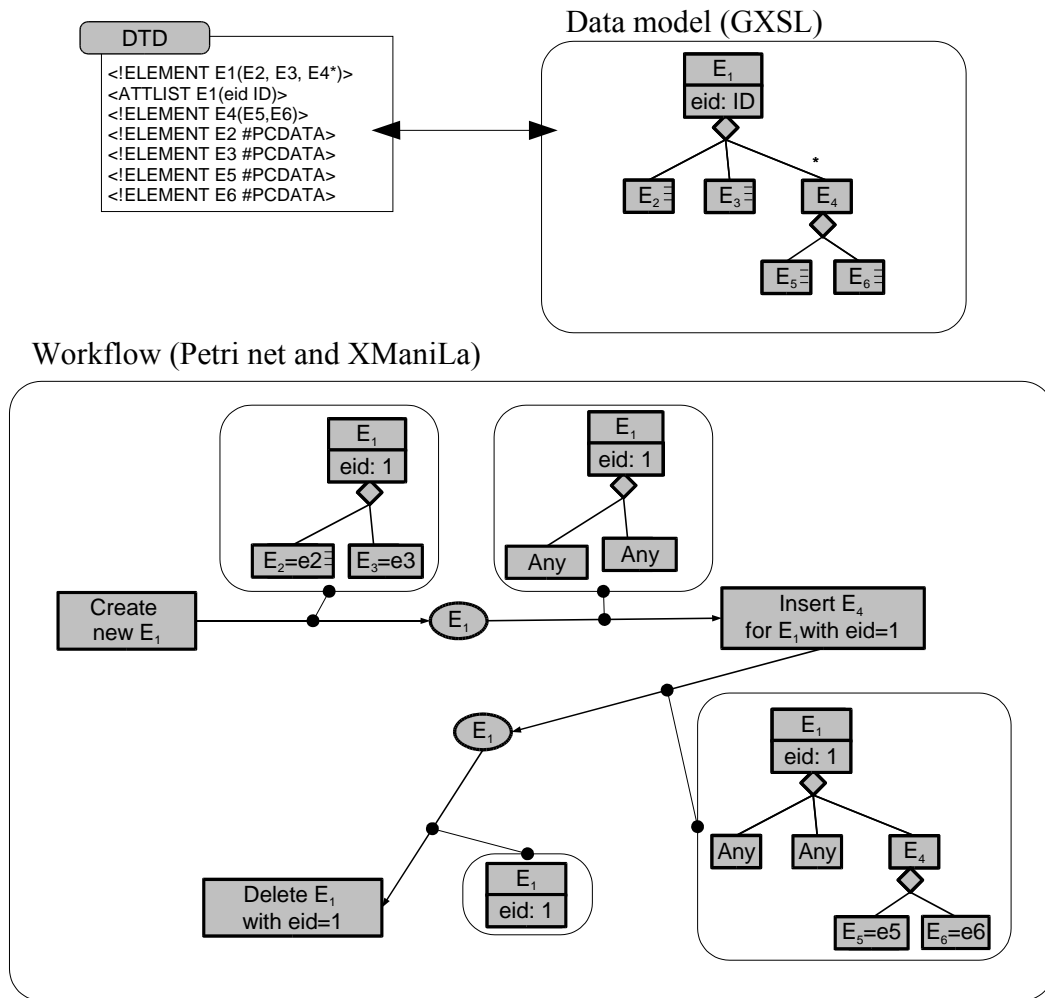 Data model (GXSL)
DTD
<!ELEMENT E1(E2, E3, E4*)>
<ATTLIST E1(eid ID)>
<!ELEMENT E4(E5,E6)>
<!ELEMENT E2 #PCDATA>
<!ELEMENT E3 #PCDATA>
<!ELEMENT E5 #PCDATA>
<!ELEMENT E6 #PCDATA>
E₁
eid: ID
*
E₂
E₃
E₄
E₅
E₆
Workflow (Petri net and XManiLa)
E₁
eid: 1
E₂=e2
E₃=e3
E₁
eid: 1
Any
Any
Create
new E₁
E₁
Insert E₄
for E₁with eid=1
E₁
E₁
eid: 1
Any
Any
E₄
E₅=e5
E₆=e6
Delete E₁
with eid=1
E₁
eid: 1